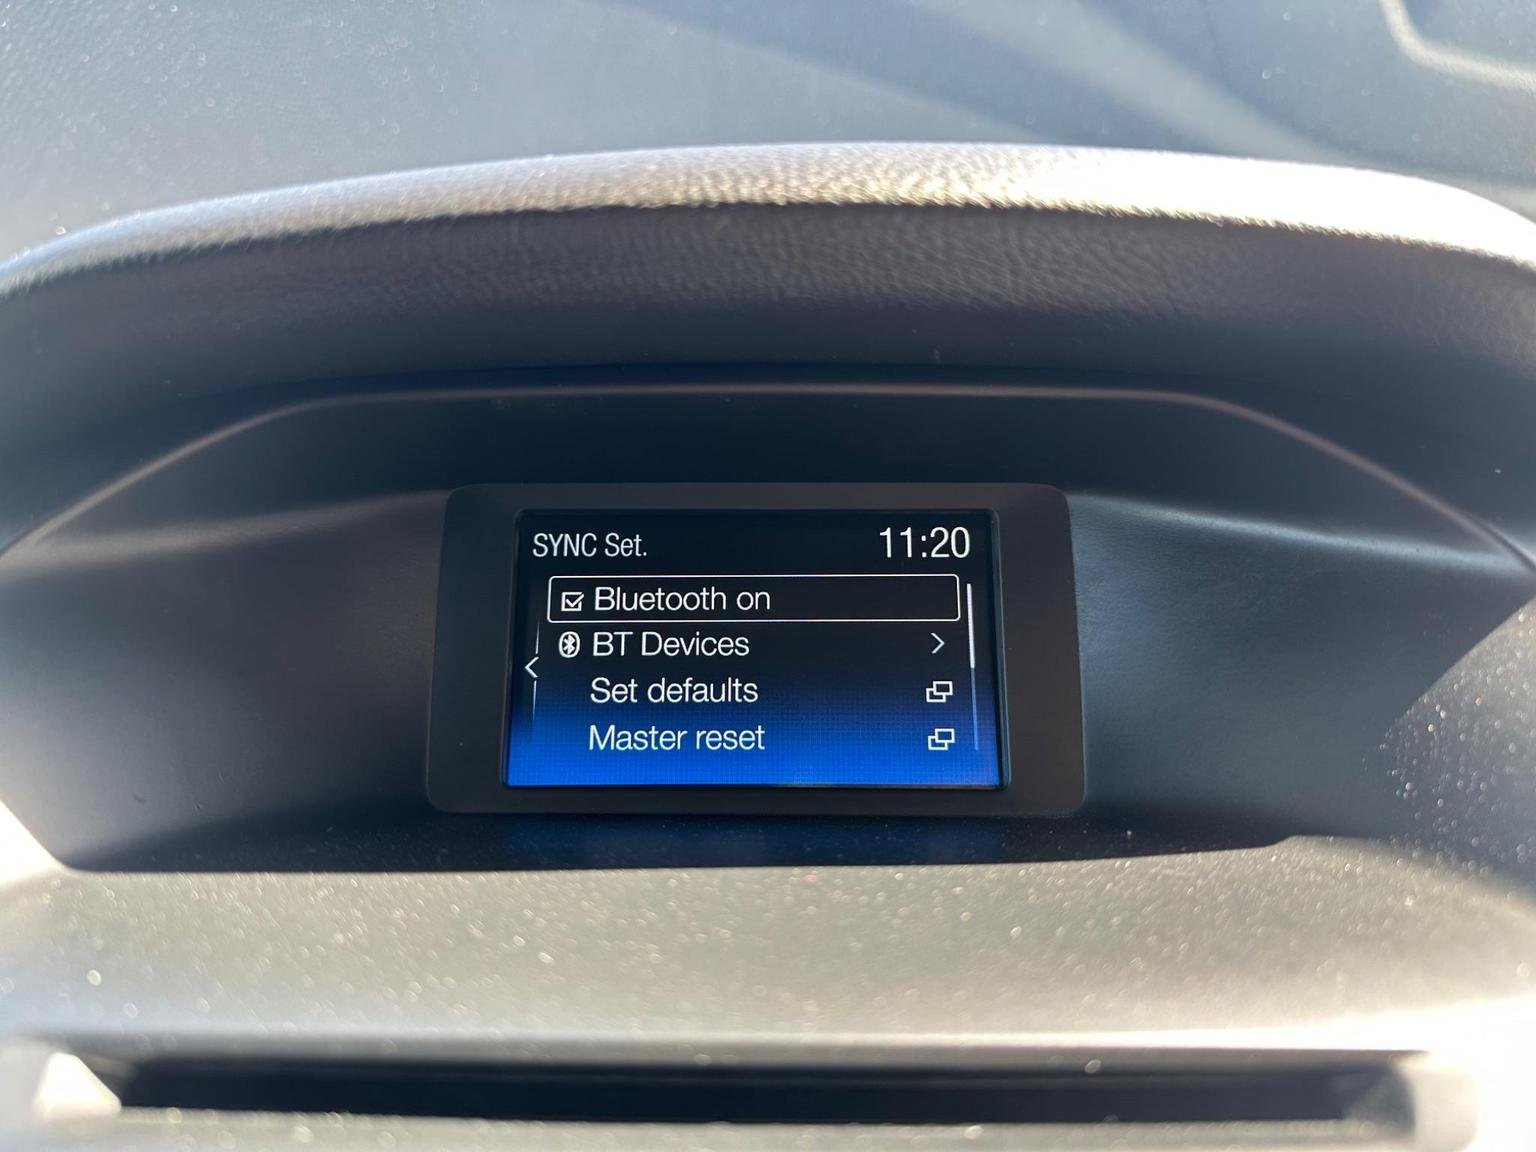 SYNC Set. 11:20
Bluetooth on
BT Devices
Set defaults
Master reset